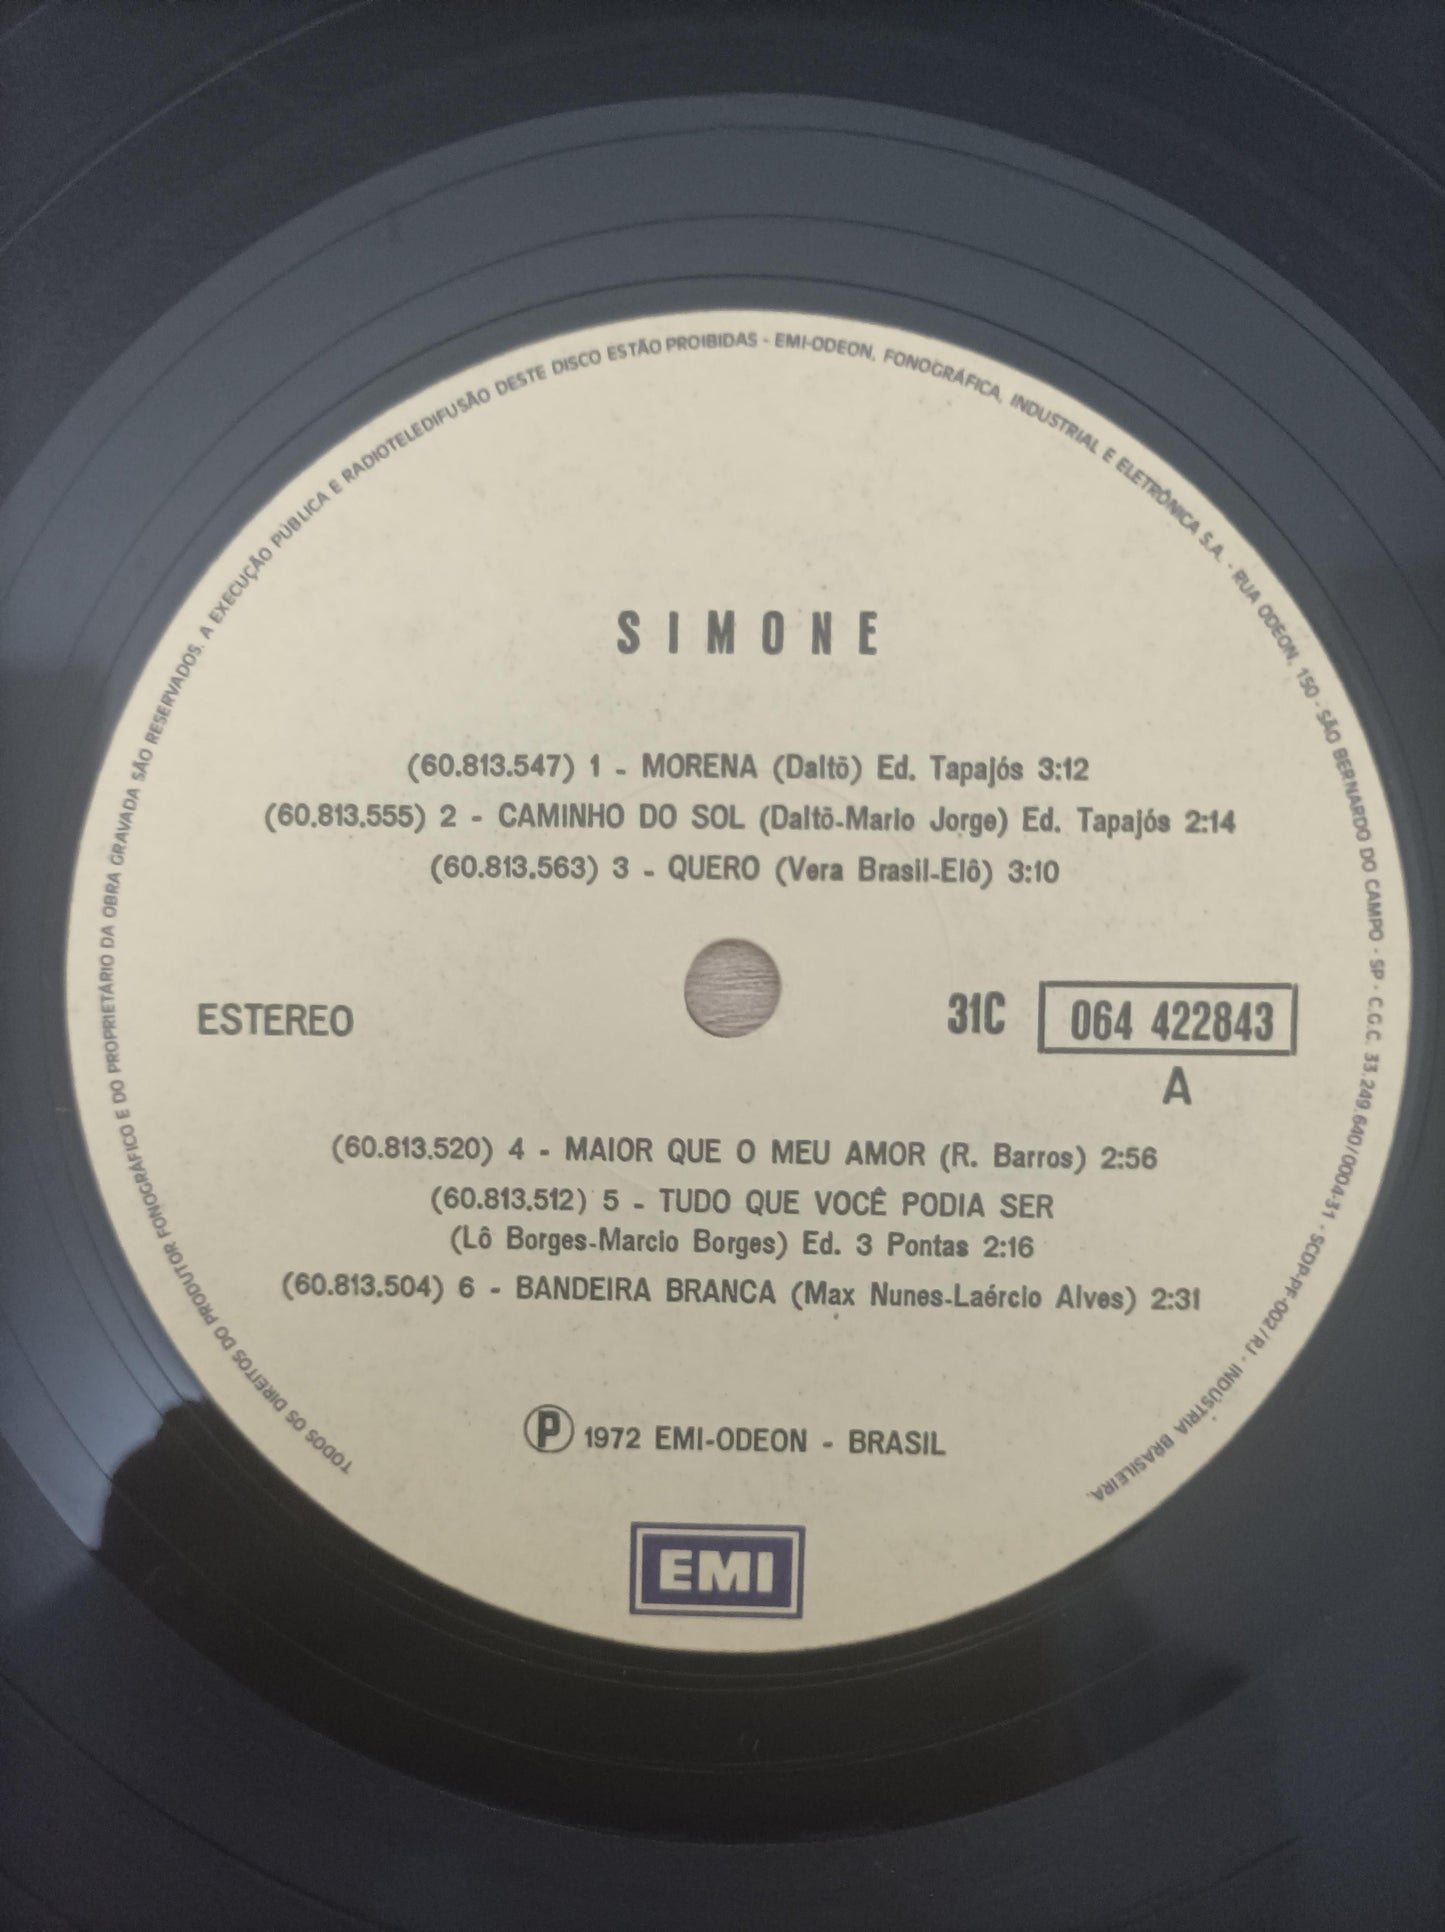 TODOS OS DIREITOS DO PRODUTOR FONOGRÁFICO E DO PROPRIETÁRIO DA OBRA GRAVADA SÃO RESERVADOS. A EXECUÇÃO PÚBLICA E RADIOTELEDIFUSÃO DESTE DISCO ESTÃO PROIBIDAS - EMI-ODEON, FONOGRÁFICA, INDUSTRIAL E ELETRÔNICA S.A. - RUA ODEON, 150 - SÃO BERNARDO DO CAMPO - SP - C.G.C. 33.249.640/0004-31 - SCDP-PF-002/RJ - INDÚSTRIA BRASILEIRA.
SIMONE
(60.813.547) 1 - MORENA (Daltô) Ed. Tapajós 3:12
(60.813.555) 2 - CAMINHO DO SOL (Daltô-Mario Jorge) Ed. Tapajós 2:14
(60.813.563) 3 - QUERO (Vera Brasil-Elô) 3:10
ESTEREO
31C 064 422843
A
(60.813.520) 4 - MAIOR QUE O MEU AMOR (R. Barros) 2:56
(60.813.512) 5 - TUDO QUE VOCÊ PODIA SER
(Lô Borges-Marcio Borges) Ed. 3 Pontas 2:16
(60.813.504) 6 - BANDEIRA BRANCA (Max Nunes-Laércio Alves) 2:31
Ⓟ 1972 EMI-ODEON - BRASIL
EMI